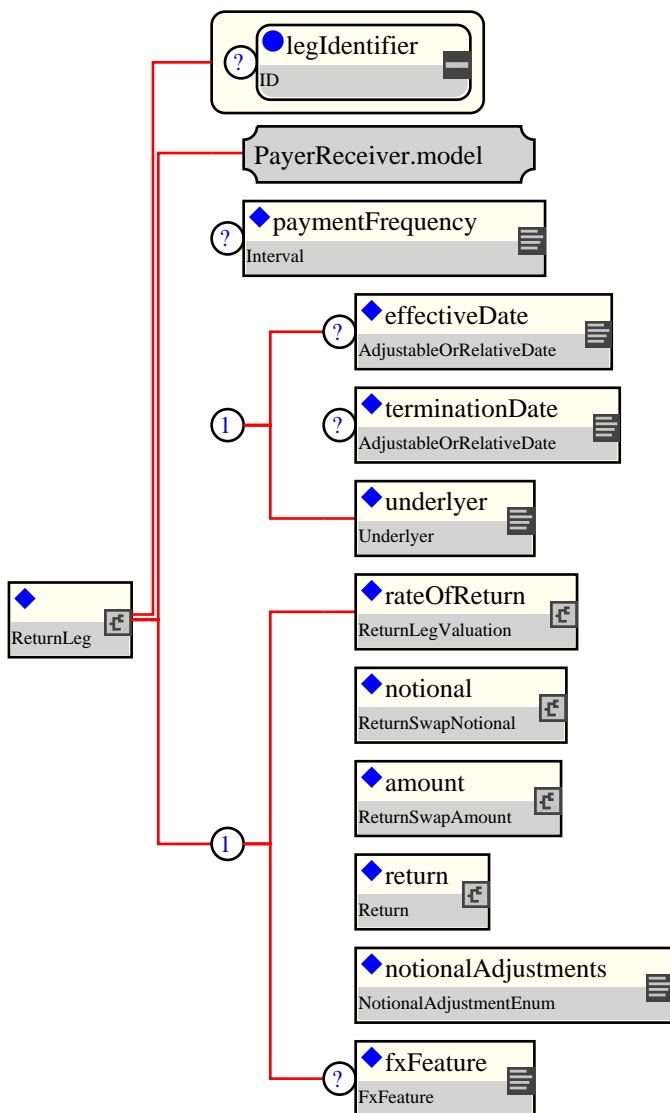 legIdentifier
?
ID
PayerReceiver.model
paymentFrequency
?
Interval
effectiveDate
?
AdjustableOrRelativeDate
terminationDate
1
?
AdjustableOrRelativeDate
underlyer
Underlyer
rateOfReturn
ReturnLeg
ReturnLegValuation
notional
ReturnSwapNotional
amount
ReturnSwapAmount
1
return
Return
notionalAdjustments
NotionalAdjustmentEnum
fxFeature
?
FxFeature